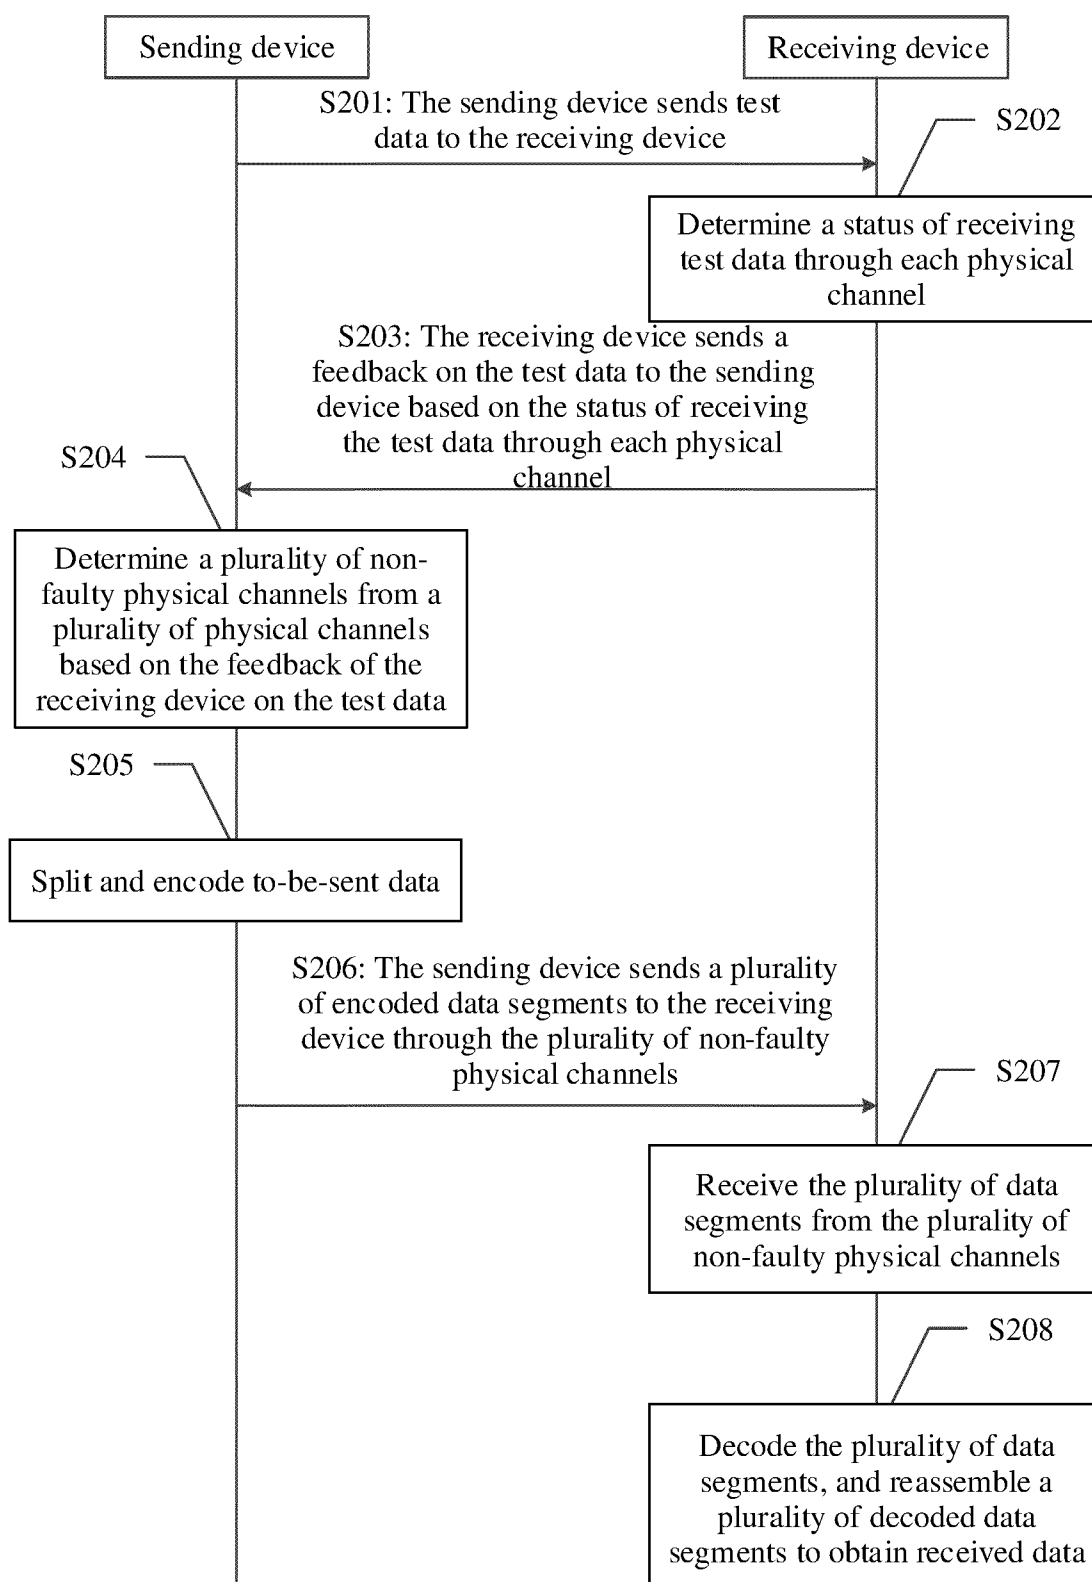 Sending device
Receiving device
S201: The sending device sends test
data to the receiving device
S202
Determine a status of receiving
test data through each physical
channel
S203: The receiving device sends a
feedback on the test data to the sending
device based on the status of receiving
the test data through each physical
channel
S204
Determine a plurality of non-
faulty physical channels from a
plurality of physical channels
based on the feedback of the
receiving device on the test data
S205
Split and encode to-be-sent data
S206: The sending device sends a plurality
of encoded data segments to the receiving
device through the plurality of non-faulty
physical channels
S207
Receive the plurality of data
segments from the plurality of
non-faulty physical channels
S208
Decode the plurality of data
segments, and reassemble a
plurality of decoded data
segments to obtain received data